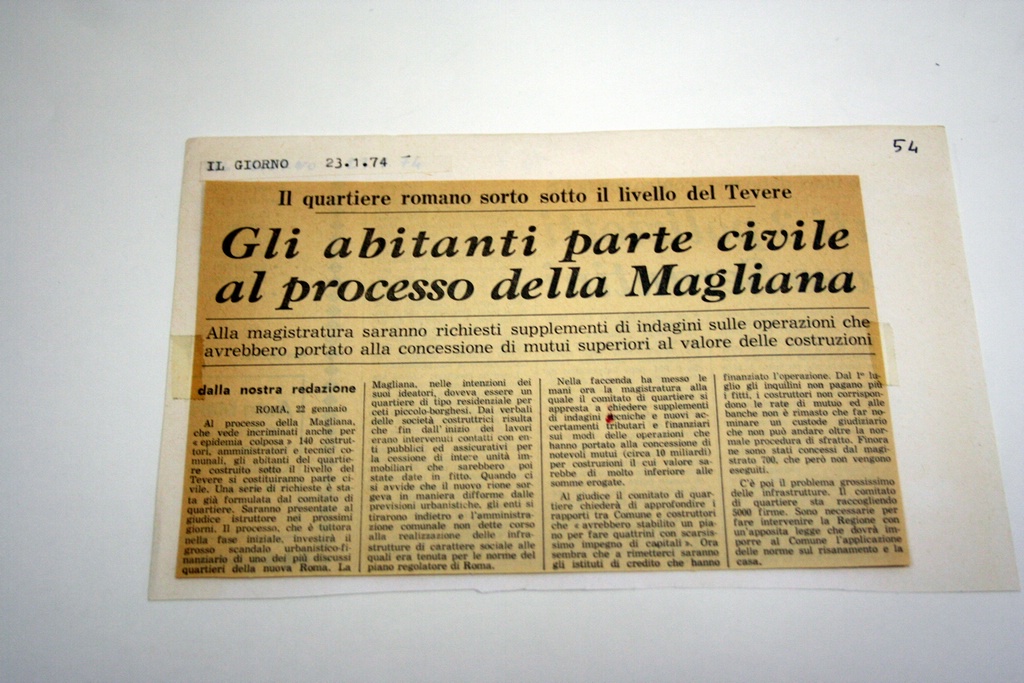 IL GIORNO 23.1.74
54
Il quartiere romano sorto sotto il livello del Tevere
Gli abitanti parte civile
al processo della Magliana
Alla magistratura saranno richiesti supplementi di indagini sulle operazioni che
avrebbero portato alla concessione di mutui superiori al valore delle costruzioni
dalla nostra redazione
ROMA, 22 gennaio
Al processo della Magliana,
che vede incriminati anche per
« epidemia colposa » 140 costrut-
tori, amministratori e tecnici co-
munali, gli abitanti del quartie-
re costruito sotto il livello del
Tevere si costituiranno parte ci-
vile. Una serie di richieste è sta-
ta già formulata dal comitato di
quartiere. Saranno presentate al
giudice istruttore nei prossimi
giorni. Il processo, che è tuttora
nella fase iniziale, investirà il
grosso scandalo urbanistico-fi-
nanziario di uno dei più discussi
quartieri della nuova Roma. La
Magliana, nelle intenzioni dei
suoi ideatori, doveva essere un
quartiere di tipo residenziale per
ceti piccolo-borghesi. Dai verbali
delle società costruttrici risulta
che fin dall'inizio dei lavori
erano intervenuti contatti con en-
ti pubblici ed assicurativi per
la cessione di intere unità im-
mobiliari che sarebbero poi
state date in fitto. Quando ci
si avvide che il nuovo rione sor-
geva in maniera difforme dalle
previsioni urbanistiche, gli enti si
tirarono indietro e l'amministra-
zione comunale non dette corso
alla realizzazione delle infra-
strutture di carattere sociale alle
quali era tenuta per le norme del
piano regolatore di Roma.
Nella faccenda ha messo le
mani ora la magistratura alla
quale il comitato di quartiere si
appresta a chiedere supplementi
di indagini tecniche e nuovi ac-
certamenti tributari e finanziari
sui modi delle operazioni che
hanno portato alla concessione di
notevoli mutui (circa 10 miliardi)
per costruzioni il cui valore sa-
rebbe di molto inferiore alle
somme erogate.
Al giudice il comitato di quar-
tiere chiederà di approfondire i
rapporti tra Comune e costruttori
che « avrebbero stabilito un pia-
no per fare quattrini con scarsis-
simo impegno di capitali ». Ora
sembra che a rimetterci saranno
gli istituti di credito che hanno
finanziato l'operazione. Dal 1º lu-
glio gli inquilini non pagano più
i fitti, i costruttori non corrispon-
dono le rate di mutuo ed alle
banche non è rimasto che far no-
minare un custode giudiziario
che non può andare oltre la nor-
male procedura di sfratto. Finora
ne sono stati concessi dal magi-
strato 700, che però non vengono
eseguiti.
C'è poi il problema grossissimo
delle infrastrutture. Il comitato
di quartiere sta raccogliendo
5000 firme. Sono necessarie per
fare intervenire la Regione con
un'apposita legge che dovrà im-
porre al Comune l'applicazione
delle norme sul risanamento e la
casa.